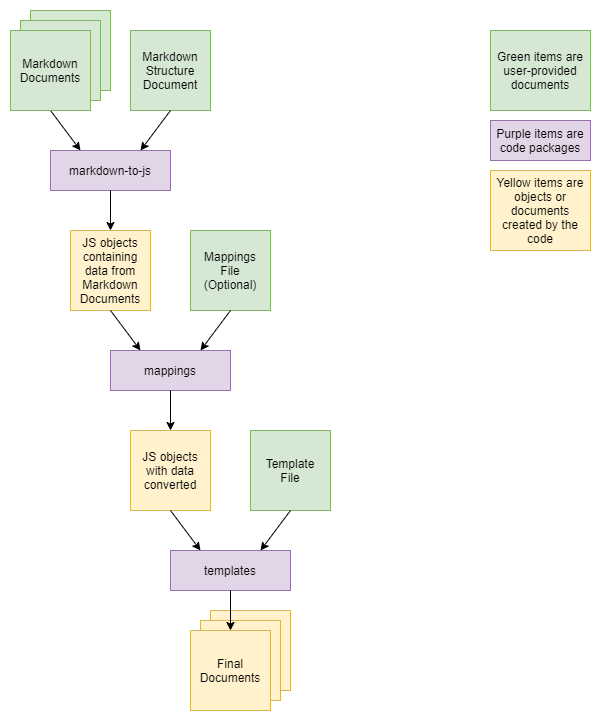 Markdown
Documents
Markdown
Structure
Document
Green items are
user-provided
documents
Purple items are
code packages
markdown-to-js
Yellow items are
objects or
documents
created by the
code
JS objects
containing
data from
Markdown
Documents
Mappings
File
(Optional)
mappings
JS objects
with data
converted
Template
File
templates
Final
Documents